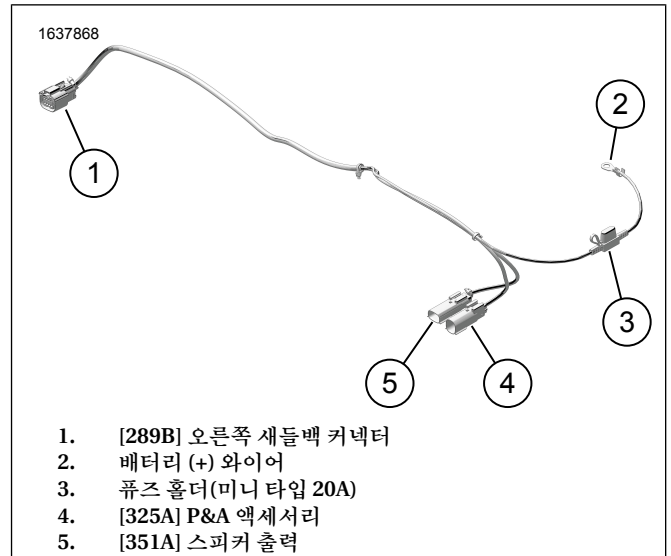 1637868
1
2
3
4
5
1. [289B] 오른쪽 새들백 커넥터
2. 배터리 (+) 와이어
3. 퓨즈 홀더(미니 타입 20A)
4. [325A] P&A 액세서리
5. [351A] 스피커 출력